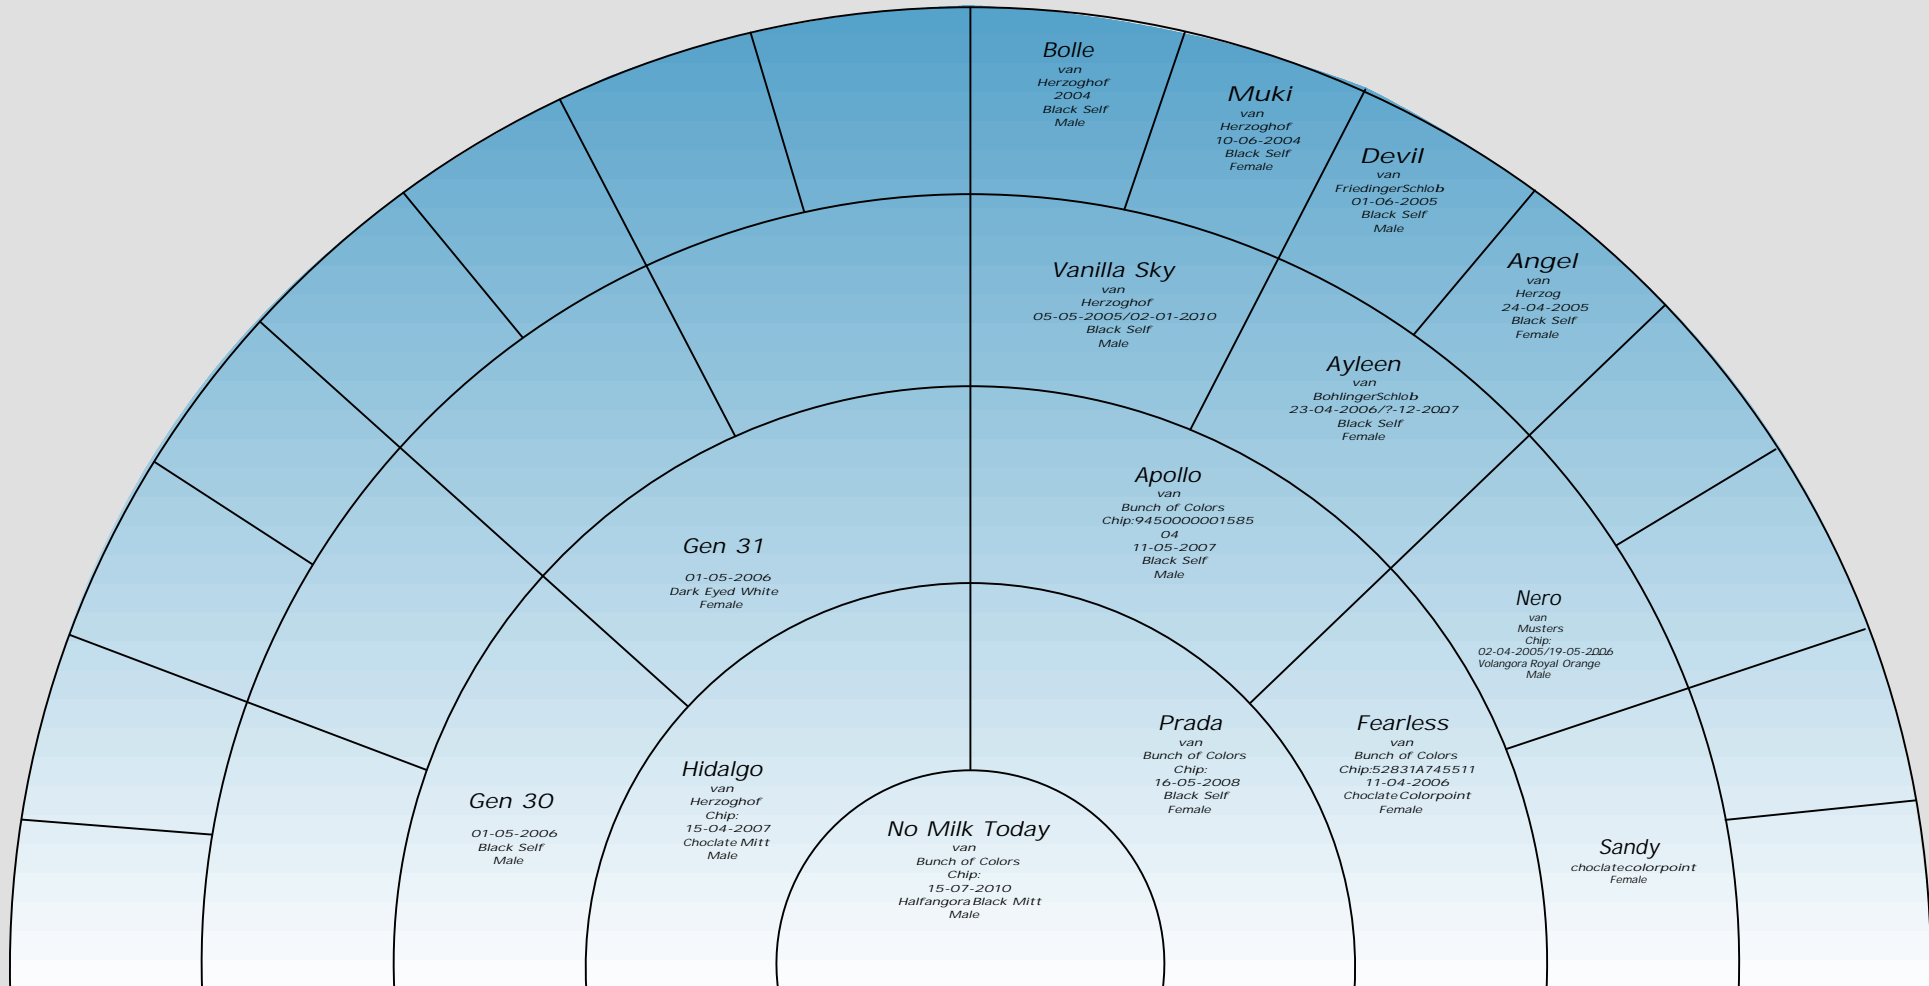 Bolle
van
Herzoghof
2004
Black Self
Male
Muki
van
Herzoghof
10-06-2004
Black Self
Female
Devil
van
FriedingerSchlob
01-06-2005
Black Self
Male
Angel
van
Herzog
24-04-2005
Black Self
Female
Vanilla Sky
van
Herzoghof
05-05-2005/02-01-2010
Black Self
Male
Ayleen
van
BohlingerSchlob
23-04-2006/?-12-2007
Black Self
Female
Gen 31
01-05-2006
Dark Eyed White
Female
Apollo
van
Bunch of Colors
Chip:9450000001585
04
11-05-2007
Black Self
Male
Nero
van
Musters
Chip:
02-04-2005/19-05-2006
Volangora Royal Orange
Male
Gen 30
01-05-2006
Black Self
Male
Hidalgo
van
Herzoghof
Chip:
15-04-2007
Choclate Mitt
Male
Prada
van
Bunch of Colors
Chip:
16-05-2008
Black Self
Female
Fearless
van
Bunch of Colors
Chip:52831A745511
11-04-2006
Choclate Colorpoint
Female
No Milk Today
van
Bunch of Colors
Chip:
15-07-2010
Halfangora Black Mitt
Male
Sandy
choclatecolorpoint
Female